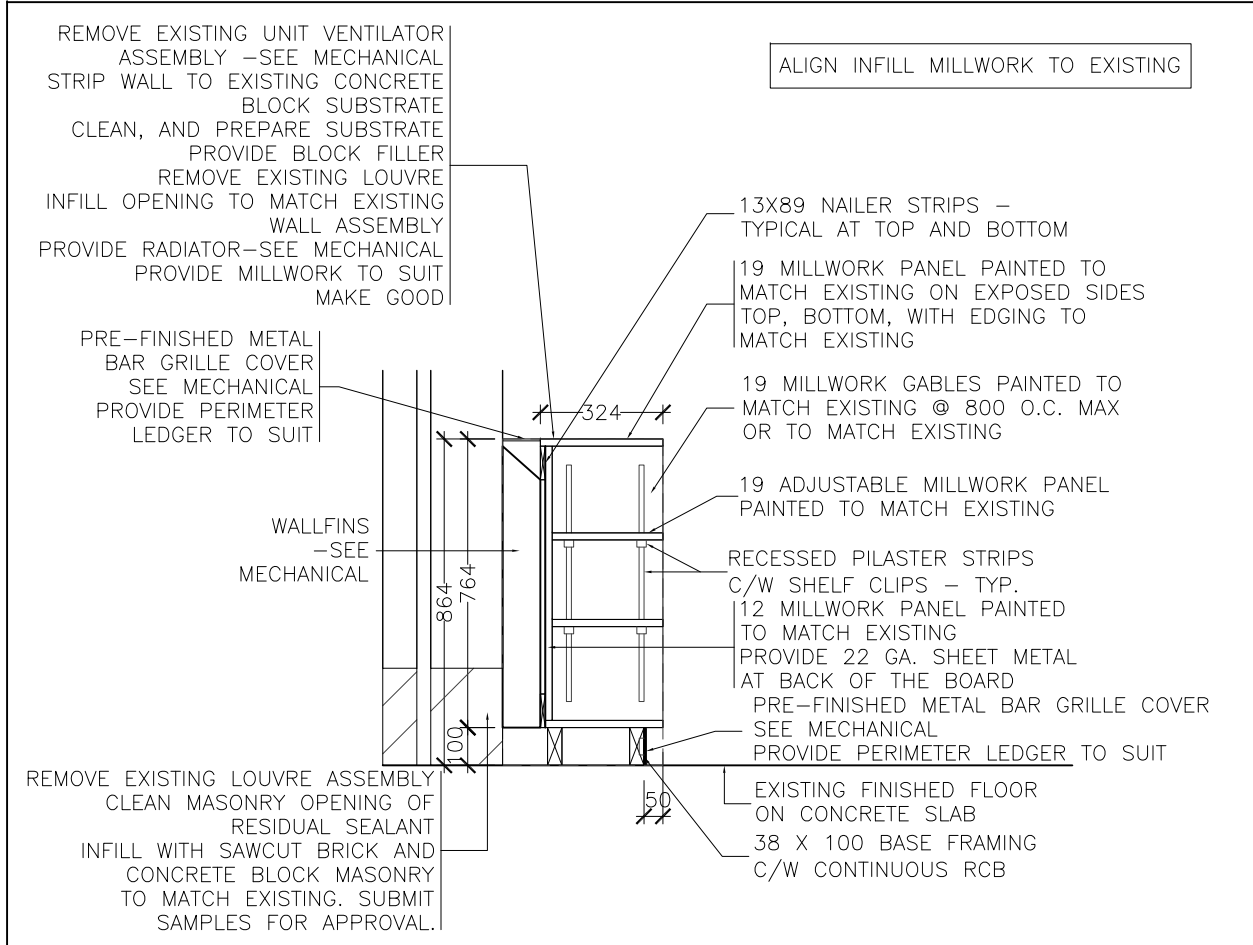 REMOVE EXISTING UNIT VENTILATOR
ASSEMBLY –SEE MECHANICAL
STRIP WALL TO EXISTING CONCRETE
BLOCK SUBSTRATE
CLEAN, AND PREPARE SUBSTRATE
PROVIDE BLOCK FILLER
REMOVE EXISTING LOUVRE
INFILL OPENING TO MATCH EXISTING
WALL ASSEMBLY
PROVIDE RADIATOR–SEE MECHANICAL
PROVIDE MILLWORK TO SUIT
MAKE GOOD
ALIGN INFILL MILLWORK TO EXISTING
PRE–FINISHED METAL
BAR GRILLE COVER
SEE MECHANICAL
PROVIDE PERIMETER
LEDGER TO SUIT
WALLFINS
–SEE
MECHANICAL
REMOVE EXISTING LOUVRE ASSEMBLY
CLEAN MASONRY OPENING OF
RESIDUAL SEALANT
INFILL WITH SAWCUT BRICK AND
CONCRETE BLOCK MASONRY
TO MATCH EXISTING. SUBMIT
SAMPLES FOR APPROVAL.
324
864
764
100
50
13X89 NAILER STRIPS –
TYPICAL AT TOP AND BOTTOM
19 MILLWORK PANEL PAINTED TO
MATCH EXISTING ON EXPOSED SIDES
TOP, BOTTOM, WITH EDGING TO
MATCH EXISTING
19 MILLWORK GABLES PAINTED TO
MATCH EXISTING @ 800 O.C. MAX
OR TO MATCH EXISTING
19 ADJUSTABLE MILLWORK PANEL
PAINTED TO MATCH EXISTING
RECESSED PILASTER STRIPS
C/W SHELF CLIPS – TYP.
12 MILLWORK PANEL PAINTED
TO MATCH EXISTING
PROVIDE 22 GA. SHEET METAL
AT BACK OF THE BOARD
PRE–FINISHED METAL BAR GRILLE COVER
SEE MECHANICAL
PROVIDE PERIMETER LEDGER TO SUIT
EXISTING FINISHED FLOOR
ON CONCRETE SLAB
38 X 100 BASE FRAMING
C/W CONTINUOUS RCB